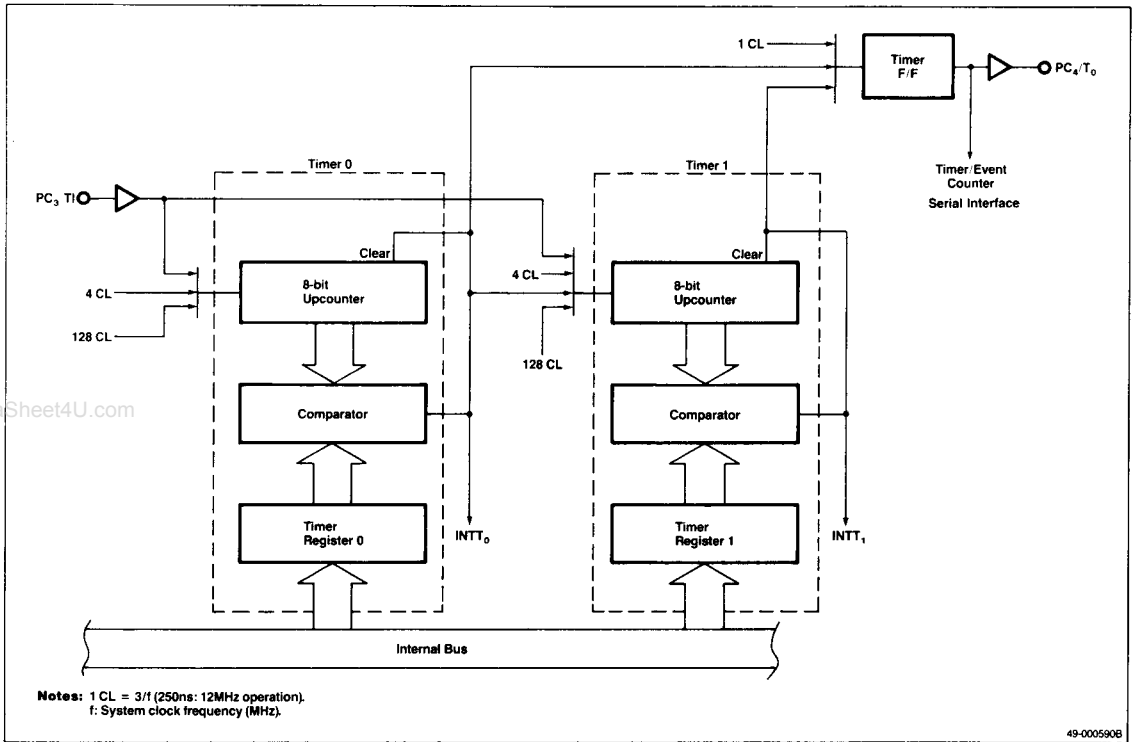 1 CL
Timer
F/F
PC₄/T₀
Timer/Event
Counter
Serial Interface
Timer 0
Timer 1
PC₃ TI
Clear
Clear
8-bit
Upcounter
4 CL
128 CL
4 CL
8-bit
Upcounter
128 CL
aSheet4U.com
Comparator
Comparator
Timer
Register 0
INTT₀
Timer
Register 1
INTT₁
Internal Bus
Notes: 1 CL = 3/f (250ns: 12MHz operation).
f: System clock frequency (MHz).
49-000590B